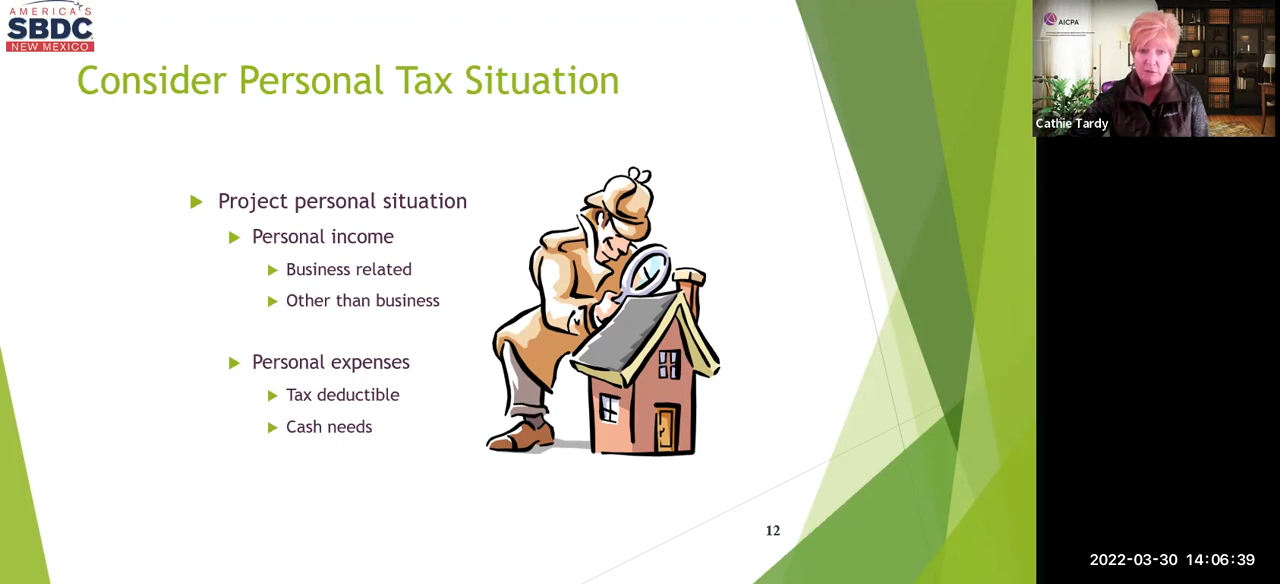 AMERICA'S
SBDC
NEW MEXICO
Consider Personal Tax Situation
Project personal situation
Personal income
Business related
Other than business
Personal expenses
Tax deductible
Cash needs
12
AICPA
Cathie Tardy
2022-03-30 14:06:39